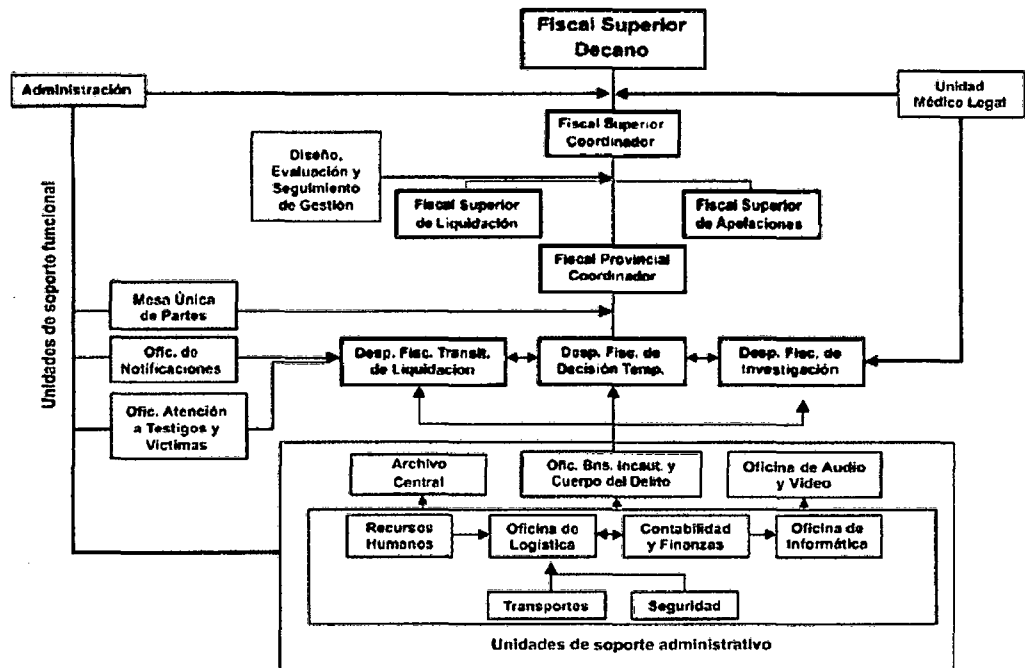 Fiscal Superior
Decano
Administración
Unidad
Médico Legal
Fiscal Superior
Coordinador
Diseño,
Evaluación y
Seguimiento
de Gestión
Fiscal Superior
de Liquidación
Fiscal Superior
de Apelaciones
Fiscal Provincial
Coordinador
Unidades de soporto funcional
Mesa Única
de Partes
Ofic. de
Notificaciones
Desp. Fisc. Transit.
de Liquidacion
Desp. Fisc. de
Decisión Temp.
Desp. Fisc. de
Investigación
Ofic. Atención
a Testigos y
Víctimas
Archivo
Central
Ofic. Bns. Incaut. y
Cuerpo del Delito
Oficina de Audio
y Video
Recursos
Humanos
Oficina de
Logística
Contabilidad
y Finanzas
Oficina de
Informática
Transportes
Seguridad
Unidades de soporte administrativo